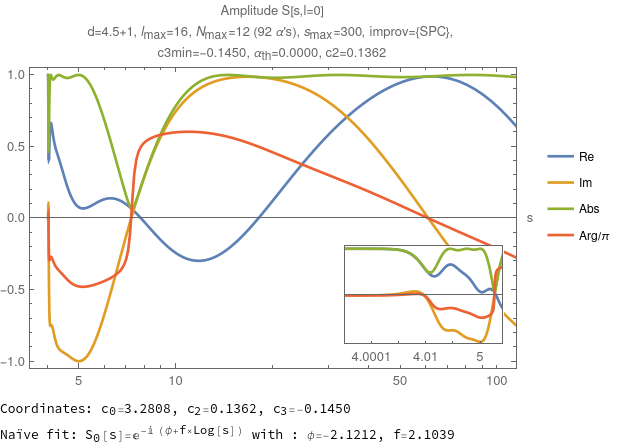 Amplitude S[s,l=0]
d=4.5+1, lmax=16, Nmax=12 (92 α's), smax=300, improv={SPC},
c3min=-0.1450, αth=0.0000, c2=0.1362
1.0
0.5
0.0
-0.5
-1.0
s
Re
Im
Abs
Arg/π
4.0001 4.01 5
5 10 50 100
Coordinates: c0=3.2808, c2=0.1362, c3=-0.1450
Naïve fit: S0[s]=e^-i (ϕ+f×Log[s]) with : ϕ=-2.1212, f=2.1039